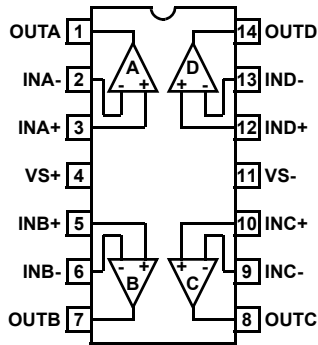 OUTA 1 14 OUTD
A D
INA- 2 13 IND-
- + + -
INA+ 3 12 IND+
VS+ 4 11 VS-
INB+ 5 10 INC+
- + + -
INB- 6 9 INC-
B C
OUTB 7 8 OUTC